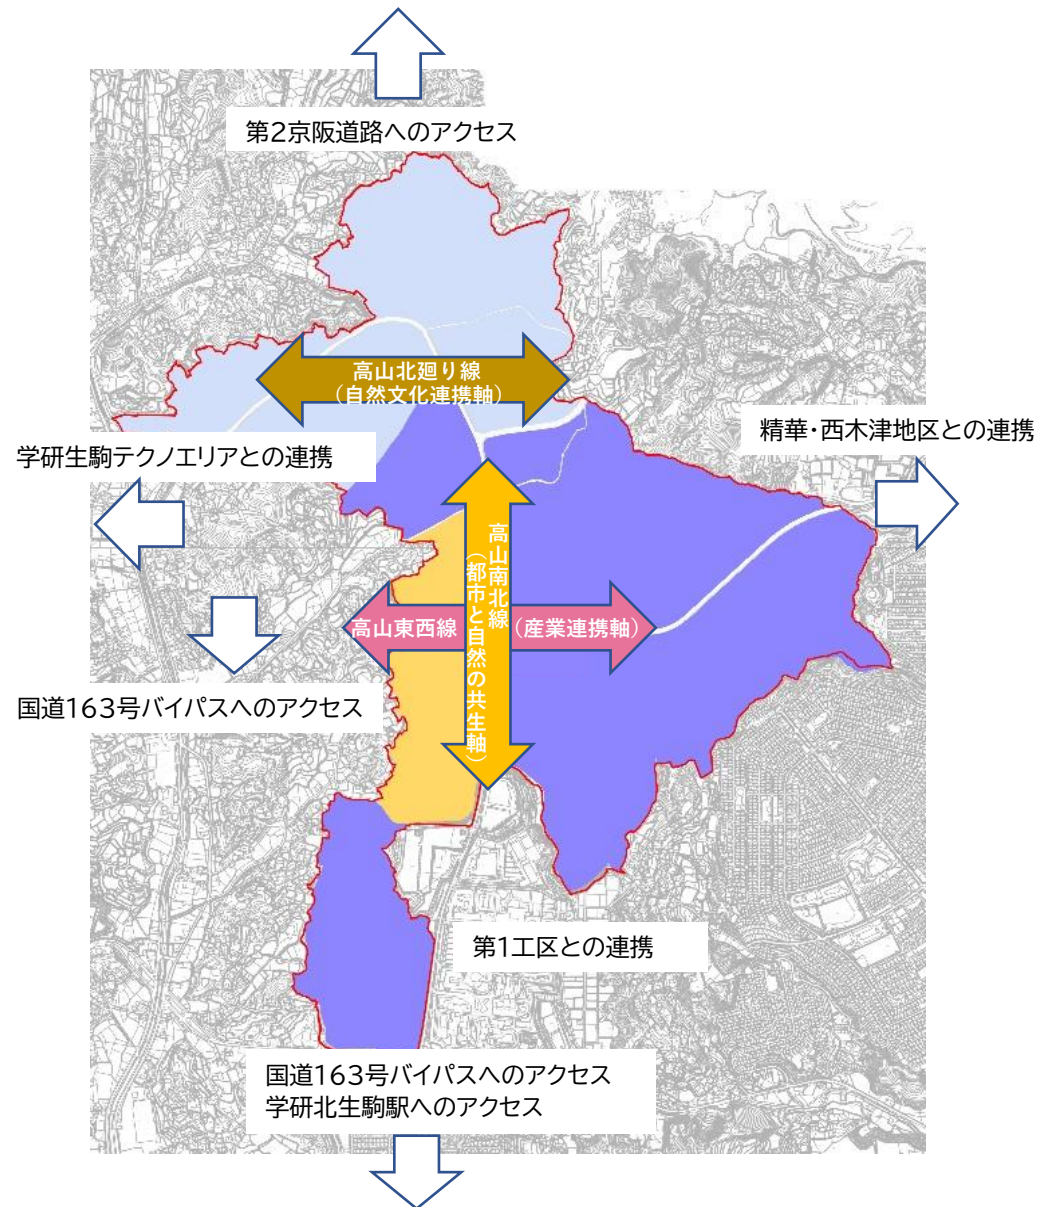 第2京阪道路へのアクセス
高山北廻り線
（自然文化連携軸）
精華・西木津地区との連携
学研生駒テクノエリアとの連携
高山南北線
（都市と自然の共生軸）
高山東西線
（産業連携軸）
国道163号バイパスへのアクセス
第1工区との連携
国道163号バイパスへのアクセス
学研北生駒駅へのアクセス